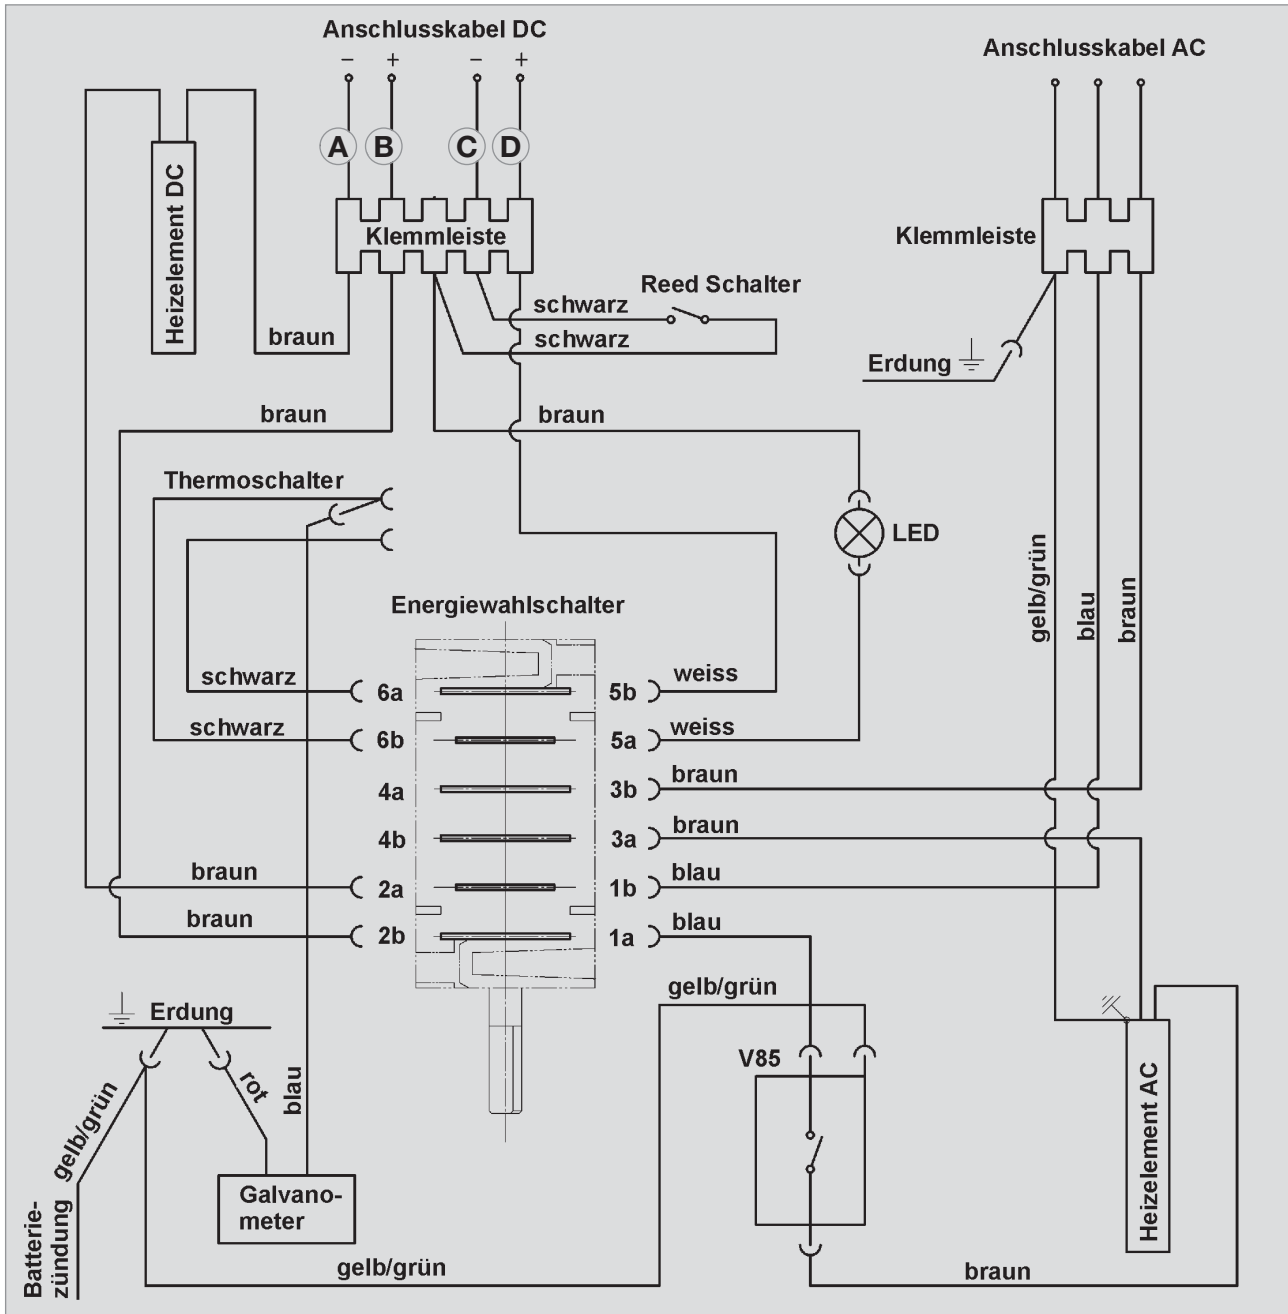 Anschlusskabel DC
Anschlusskabel AC
− + − +
A B C D
Heizelement DC
Klemmleiste
Klemmleiste
Reed Schalter
schwarz
schwarz
braun
Erdung
braun
braun
Thermoschalter
LED
gelb/grün
blau
braun
Energiewahlschalter
schwarz
6a
5b
weiss
schwarz
6b
5a
weiss
4a
3b
braun
4b
3a
braun
braun
2a
1b
blau
braun
2b
1a
blau
gelb/grün
Erdung
V85
rot
blau
gelb/grün
Heizelement AC
Galvano-
meter
Batterie-
zündung
gelb/grün
braun